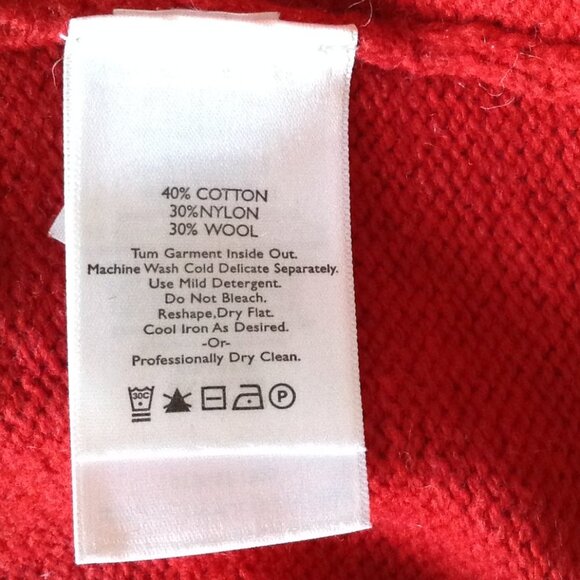 40% COTTON
30%NYLON
30% WOOL
Tum Garment Inside Out.
Machine Wash Cold Delicate Separately.
Use Mild Detergent.
Do Not Bleach.
Reshape,Dry Flat.
Cool Iron As Desired.
-Or-
Professionally Dry Clean.
30C P